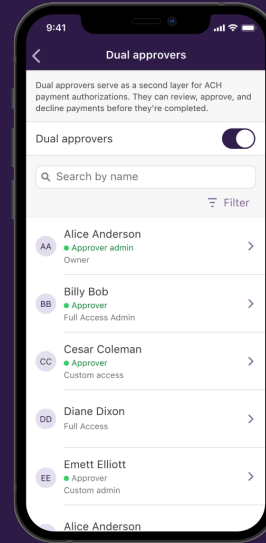 9:41
Dual approvers
Dual approvers serve as a second layer for ACH
payment authorizations. They can review, approve, and
decline payments before they're completed.
Dual approvers
Search by name
Filter
AA
Alice Anderson
Approver admin
Owner
BB
Billy Bob
Approver
Full Access Admin
CC
Cesar Coleman
Approver
Custom access
DD
Diane Dixon
Full Access
EE
Emett Elliott
Approver
Custom admin
Alice Anderson